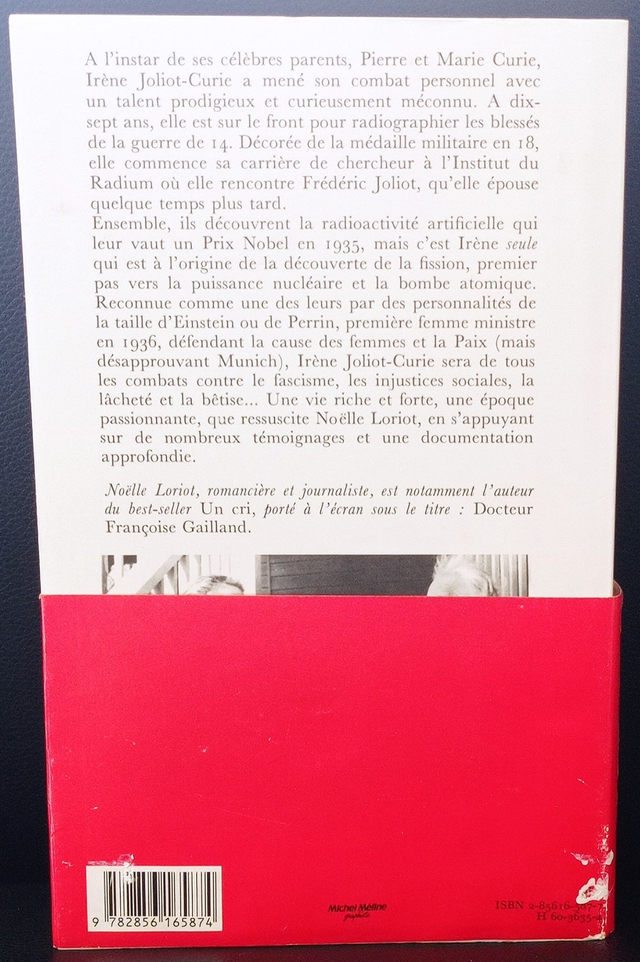 A l'instar de ses célèbres parents, Pierre et Marie Curie,
Irène Joliot-Curie a mené son combat personnel avec
un talent prodigieux et curieusement méconnu. A dix-
sept ans, elle est sur le front pour radiographier les blessés
de la guerre de 14. Décorée de la médaille militaire en 18,
elle commence sa carrière de chercheur à l'Institut du
Radium où elle rencontre Frédéric Joliot, qu'elle épouse
quelque temps plus tard.
Ensemble, ils découvrent la radioactivité artificielle qui
leur vaut un Prix Nobel en 1935, mais c'est Irène seule
qui est à l'origine de la découverte de la fission, premier
pas vers la puissance nucléaire et la bombe atomique.
Reconnue comme une des leurs par des personnalités de
la taille d'Einstein ou de Perrin, première femme ministre
en 1936, défendant la cause des femmes et la Paix (mais
désapprouvant Munich), Irène Joliot-Curie sera de tous
les combats contre le fascisme, les injustices sociales, la
lâcheté et la bêtise... Une vie riche et forte, une époque
passionnante, que ressuscite Noëlle Loriot, en s'appuyant
sur de nombreux témoignages et une documentation
approfondie.
Noëlle Loriot, romancière et journaliste, est notamment l'auteur
du best-seller Un cri, porté à l'écran sous le titre : Docteur
Françoise Gailland.
9 782856 165874
Michel Méline
ISBN
H 60-3635-4